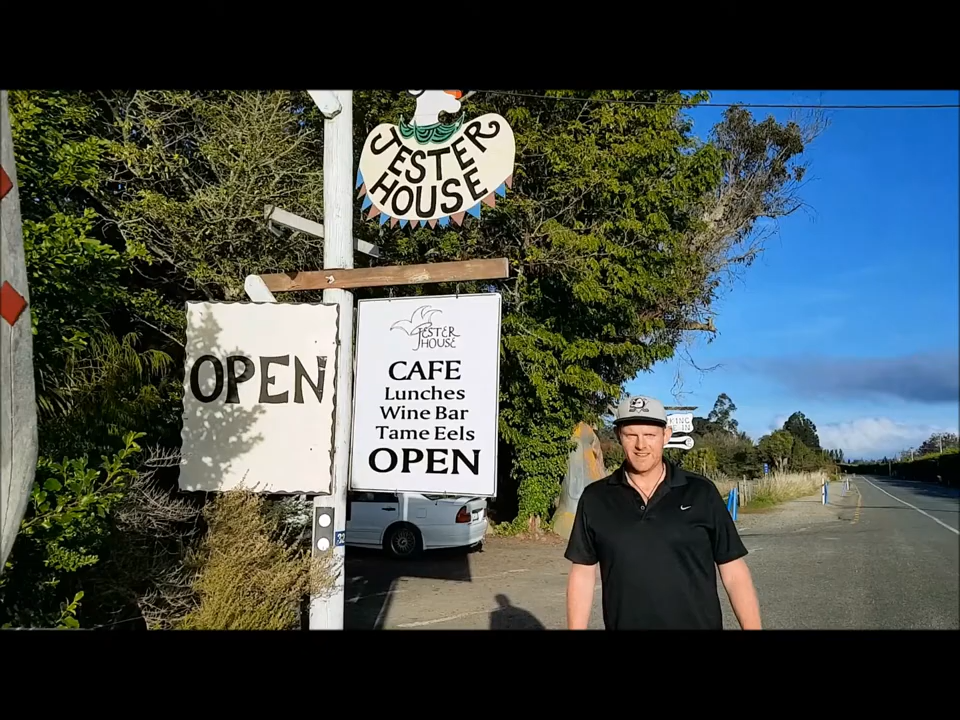 JESTER
HOUSE
OPEN
JESTER
HOUSE
CAFE
Lunches
Wine Bar
Tame Eels
OPEN